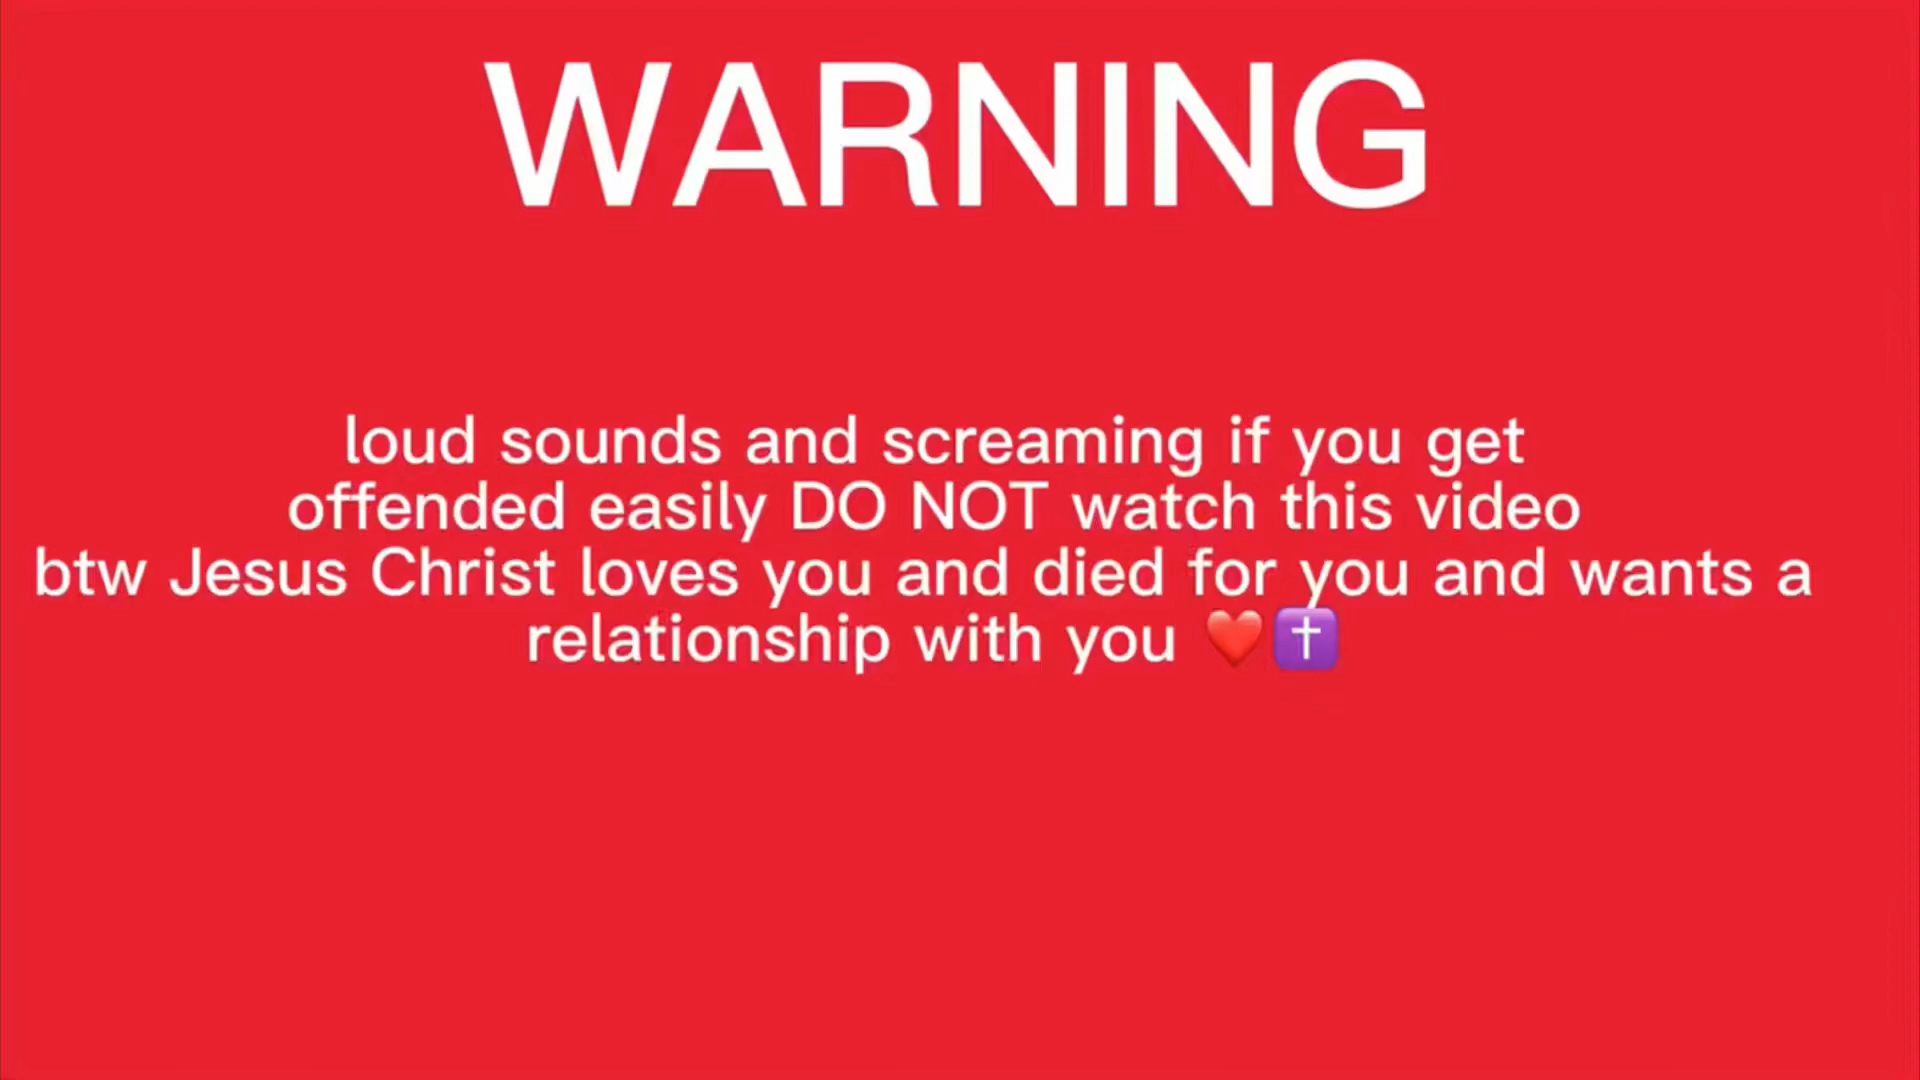 WARNING
loud sounds and screaming if you get
offended easily DO NOT watch this video
btw Jesus Christ loves you and died for you and wants a
relationship with you ❤️✝️